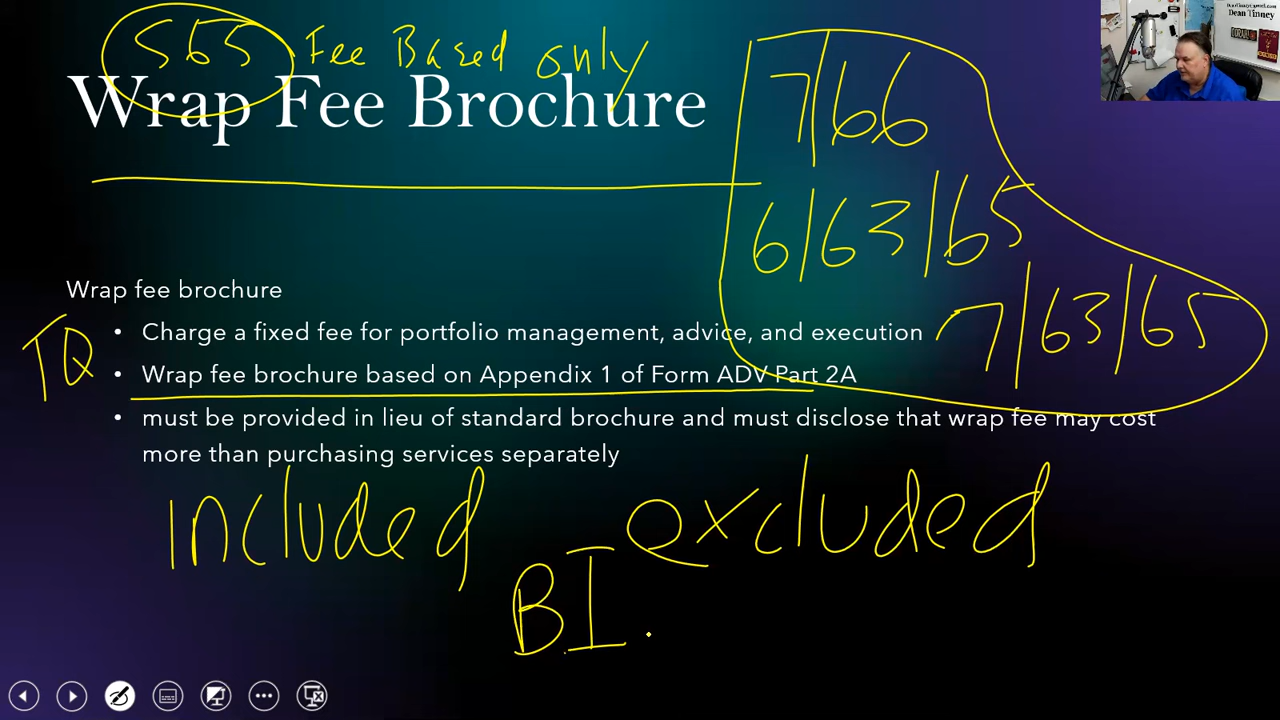 S65 Fee Based only
Wrap Fee Brochure
7/66
6/63/65
7/63/65
Wrap fee brochure
TQ
• Charge a fixed fee for portfolio management, advice, and execution
• Wrap fee brochure based on Appendix 1 of Form ADV Part 2A
• must be provided in lieu of standard brochure and must disclose that wrap fee may cost
more than purchasing services separately
included excluded
BI.
Dean Tinney